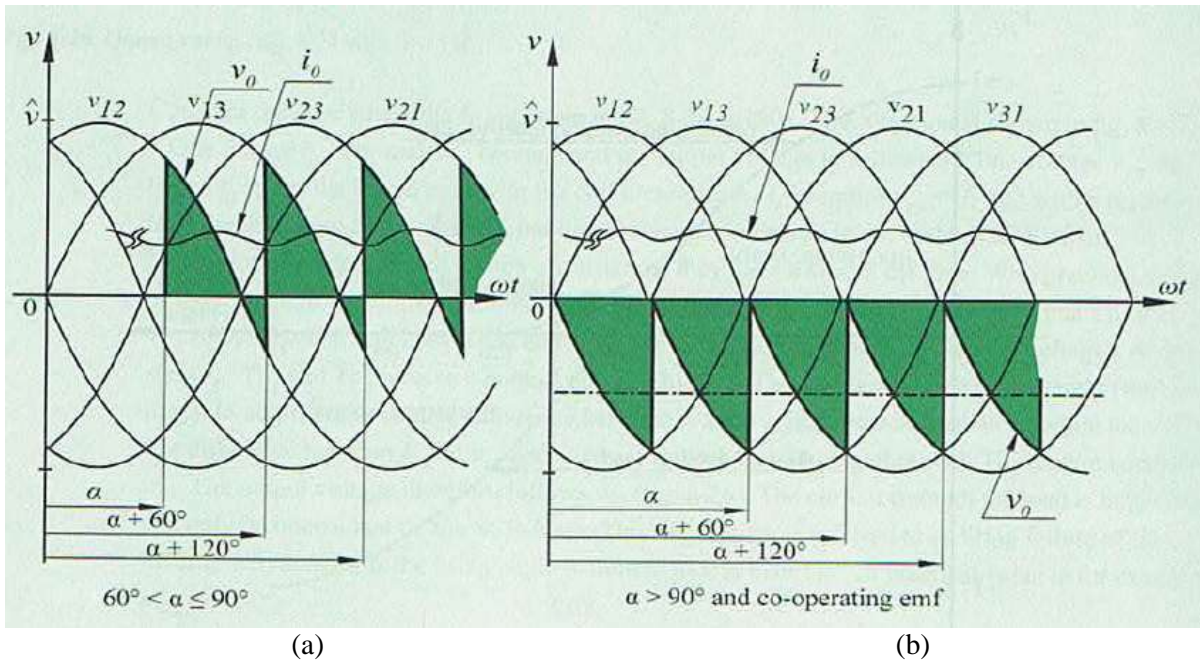 v
v₀
i₀
v̂
v₁₂
v₁₃
v₂₃
v₂₁
0
ωt
α
α + 60°
α + 120°
60° < α ≤ 90°
(a)
v
i₀
v̂
v₁₂
v₁₃
v₂₃
v₂₁
v₃₁
0
ωt
α
α + 60°
α + 120°
v₀
α > 90° and co-operating emf
(b)